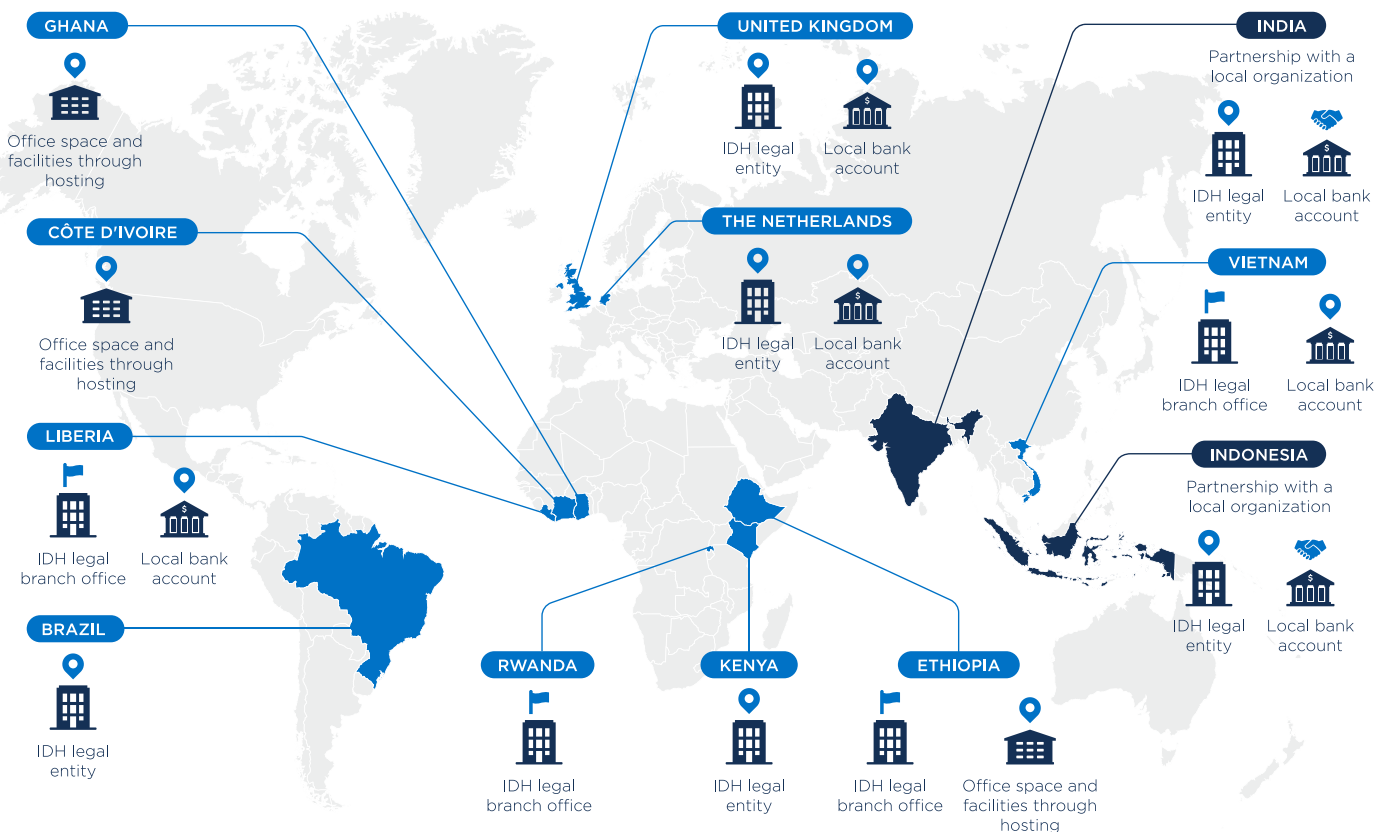 GHANA
Office space and
facilities through
hosting
CÔTE D'IVOIRE
Office space and
facilities through
hosting
LIBERIA
IDH legal
branch office
$
Local bank
account
BRAZIL
IDH legal
entity
UNITED KINGDOM
IDH legal
entity
$
Local bank
account
THE NETHERLANDS
IDH legal
entity
$
Local bank
account
INDIA
Partnership with a
local organization
IDH legal
entity
$
Local bank
account
VIETNAM
IDH legal
branch office
$
Local bank
account
INDONESIA
Partnership with a
local organization
IDH legal
entity
$
Local bank
account
RWANDA
IDH legal
branch office
KENYA
IDH legal
entity
ETHIOPIA
IDH legal
branch office
Office space and
facilities through
hosting